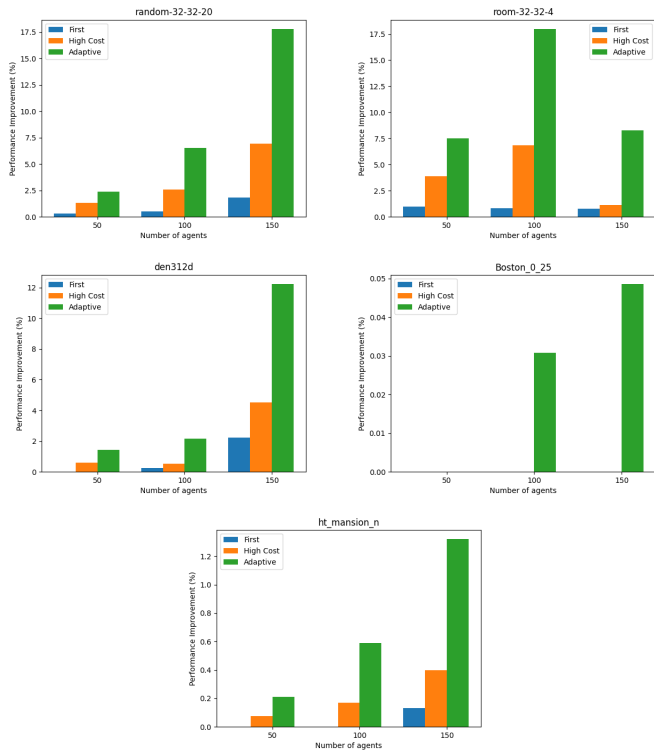 random-32-32-20
17.5
15.0
12.5
10.0
7.5
5.0
2.5
0.0
Performance Improvement (%)
First
High Cost
Adaptive
50
100
150
Number of agents
room-32-32-4
17.5
15.0
12.5
10.0
7.5
5.0
2.5
0.0
Performance Improvement (%)
First
High Cost
Adaptive
50
100
150
Number of agents
den312d
12
10
8
6
4
2
0
Performance Improvement (%)
First
High Cost
Adaptive
50
100
150
Number of agents
Boston_0_25
0.05
0.04
0.03
0.02
0.01
0.00
Performance Improvement (%)
First
High Cost
Adaptive
50
100
150
Number of agents
ht_mansion_n
1.2
1.0
0.8
0.6
0.4
0.2
0.0
Performance Improvement (%)
First
High Cost
Adaptive
50
100
150
Number of agents